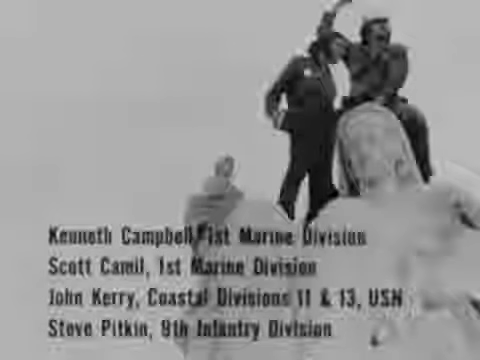 Kenneth Campbell, 1st Marine Division
Scott Camil, 1st Marine Division
John Kerry, Coastal Divisions 11 & 13, USN
Steve Pitkin, 9th Infantry Division